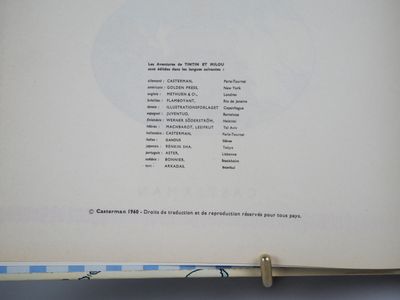 Les Aventures de TINTIN ET MILOU
sont éditées dans les langues suivantes :
allemand : CASTERMAN, Paris-Tournai
américain : GOLDEN PRESS, New York
anglais : METHUEN & C°, Londres
brésilien : FLAMBOYANT, Rio de Janeiro
danois : ILLUSTRATIONSFORLAGET Copenhague
espagnol : JUVENTUD, Barcelone
finlandais : WERNER SÖDERSTRÖM, Helsinki
hébreu : MACHBAROT, LESIFRUT Tel Aviv
hollandais : CASTERMAN, Paris-Tournai
italien : GANDUS Gênes
japonais : RENKIN SHA, Tokyo
portugais : ASTER, Lisbonne
suédois : BONNIER, Stockholm
turc : ARKADAS, Istanbul
© Casterman 1960 - Droits de traduction et de reproduction réservés pour tous pays.